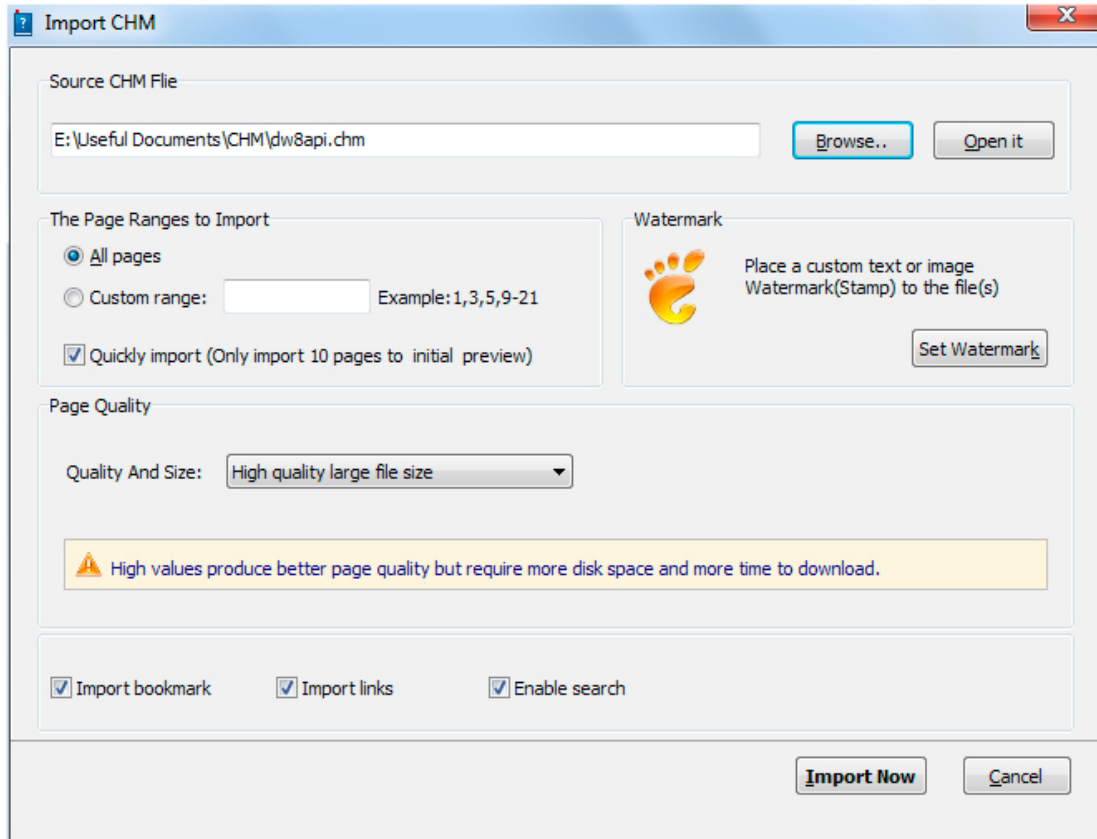 Import CHM
Source CHM Flie
E:\Useful Documents\CHM\dw8api.chm
Browse..
Open it
The Page Ranges to Import
All pages
Custom range:
Example:1,3,5,9-21
Quickly import (Only import 10 pages to initial preview)
Watermark
Place a custom text or image
Watermark(Stamp) to the file(s)
Set Watermark
Page Quality
Quality And Size:
High quality large file size
High values produce better page quality but require more disk space and more time to download.
Import bookmark
Import links
Enable search
Import Now
Cancel